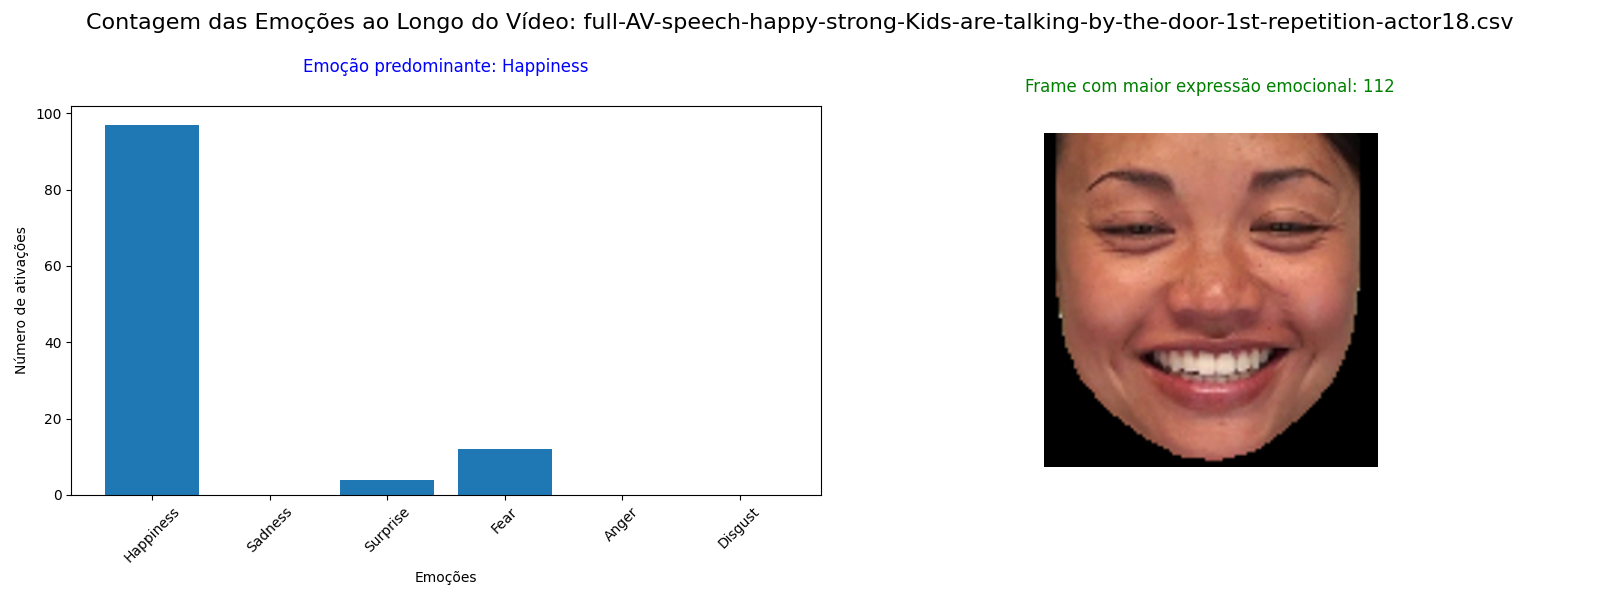 Contagem das Emoções ao Longo do Vídeo: full-AV-speech-happy-strong-Kids-are-talking-by-the-door-1st-repetition-actor18.csv
Emoção predominante: Happiness
Frame com maior expressão emocional: 112
Número de ativações
100
80
60
40
20
0
Happiness
Sadness
Surprise
Fear
Anger
Disgust
Emoções